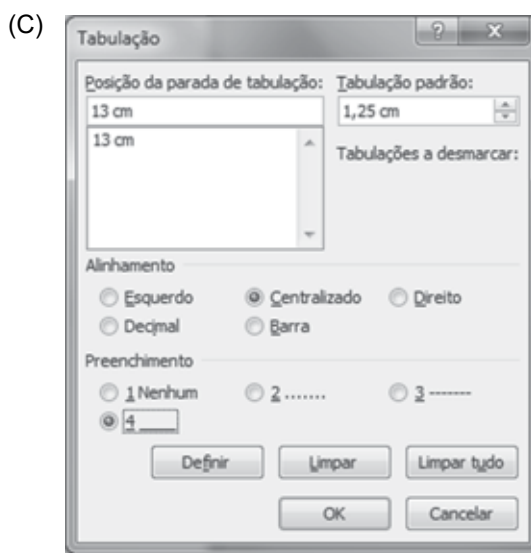 (C)
Tabulação
Posição da parada de tabulação: Tabulação padrão:
13 cm 1,25 cm
13 cm
Tabulações a desmarcar:
Alinhamento
Esquerdo Centralizado Direito
Decimal Barra
Preenchimento
1 Nenhum 2 ....... 3 -------
4 ____
Definir Limpar Limpar tudo
OK Cancelar